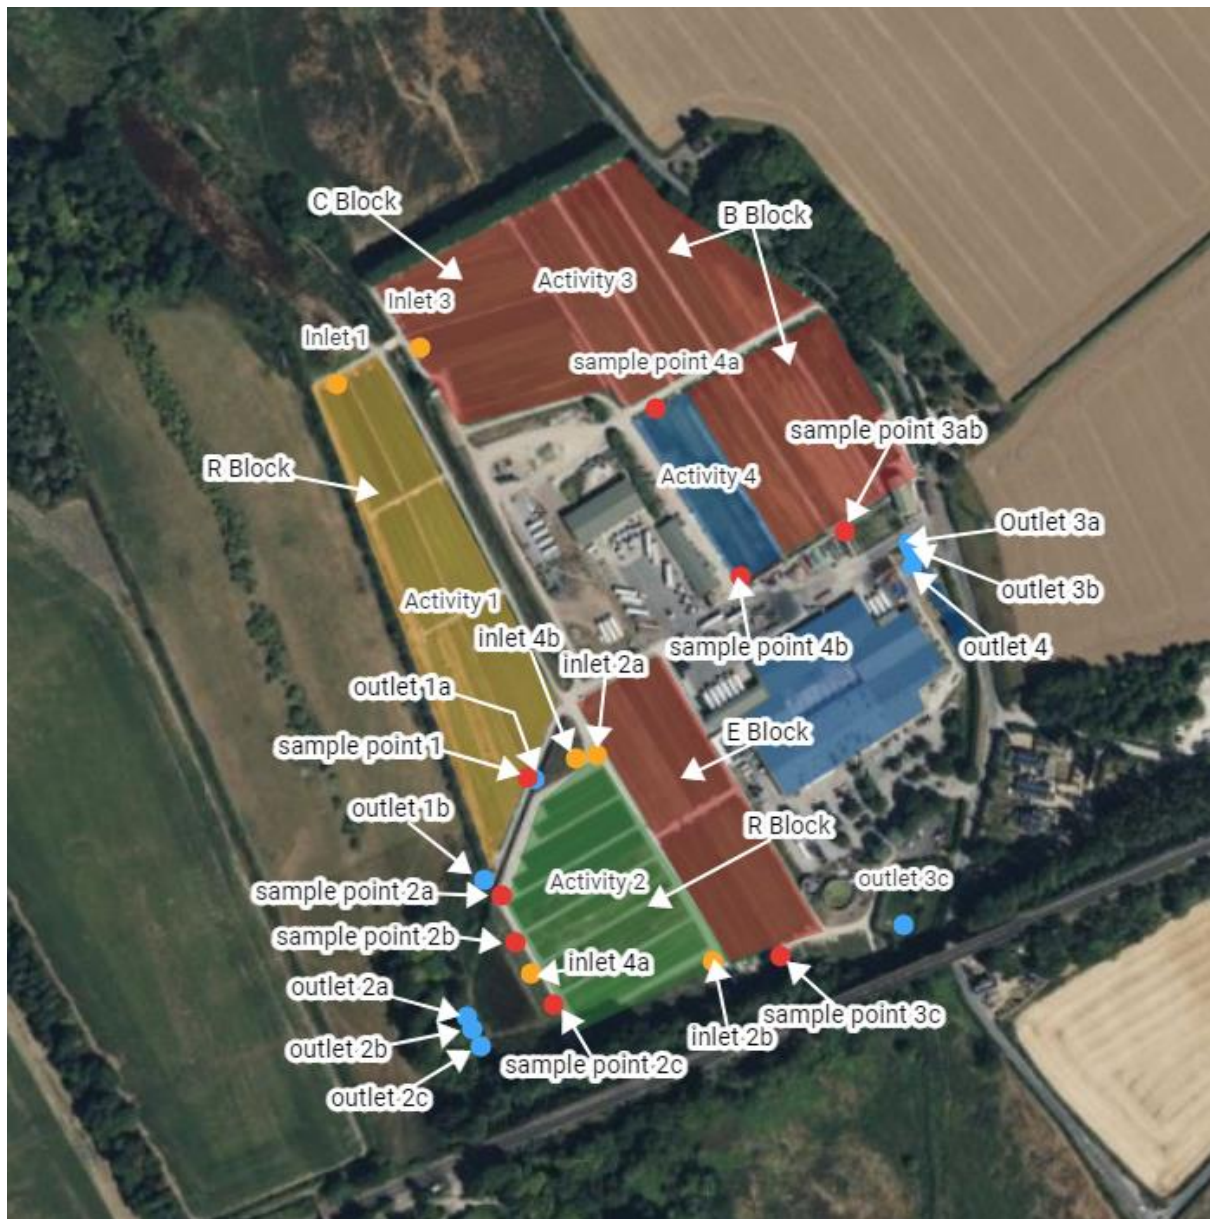 C Block
B Block
Activity 3
Inlet 3
Inlet 1
sample point 4a
sample point 3ab
R Block
Activity 4
Outlet 3a
outlet 3b
Activity 1
inlet 4b
sample point 4b
outlet 4
inlet 2a
outlet 1a
sample point 1
E Block
outlet 1b
R Block
sample point 2a
Activity 2
outlet 3c
sample point 2b
inlet 4a
outlet 2a
sample point 3c
inlet 2b
outlet 2b
sample point 2c
outlet 2c